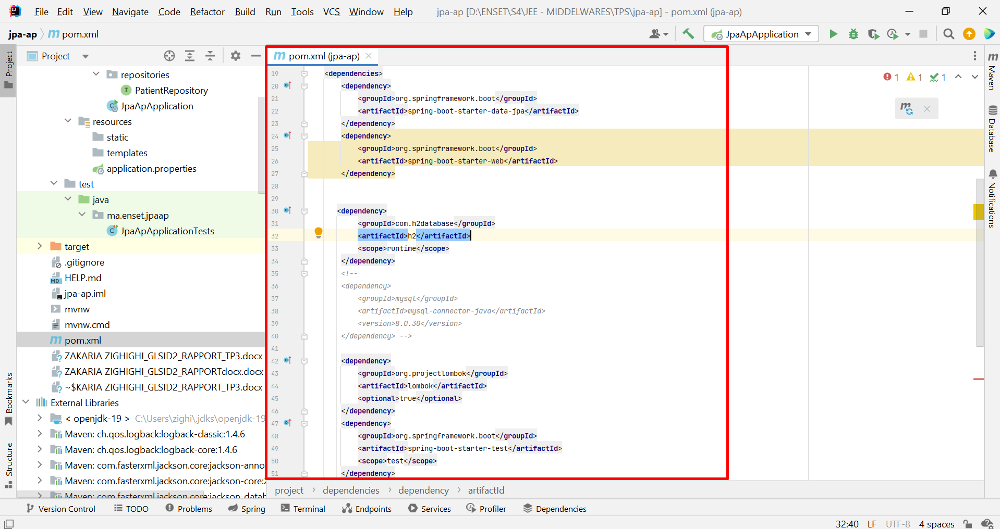 File Edit View Navigate Code Refactor Build Run Tools VCS Window Help jpa-ap [D:\ENSET\S4\JEE - MIDDELWARES\TPS\jpa-ap] - pom.xml (jpa-ap)
jpa-ap pom.xml JpaApApplication
Project
Project
repositories
PatientRepository
JpaApApplication
resources
static
templates
application.properties
test
java
ma.enset.jpaap
JpaApApplicationTests
target
.gitignore
HELP.md
jpa-ap.iml
mvnw
mvnw.cmd
pom.xml
ZAKARIA ZIGHIGHI_GLSID2_RAPPORT_TP3.docx
ZAKARIA ZIGHIGHI_GLSID2_RAPPORTdocx.docx
~$KARIA ZIGHIGHI_GLSID2_RAPPORT_TP3.docx
External Libraries
< openjdk-19 > C:\Users\zighi\.jdks\openjdk-19
Maven: ch.qos.logback:logback-classic:1.4.6
Maven: ch.qos.logback:logback-core:1.4.6
Maven: com.fasterxml.jackson.core:jackson-anno
Maven: com.fasterxml.jackson.core:jackson-core:2
Maven: com.fasterxml.jackson.core:jackson-datab
Bookmarks
Structure
pom.xml (jpa-ap)
1 1 1
19 <dependencies>
20 <dependency>
21 <groupId>org.springframework.boot</groupId>
22 <artifactId>spring-boot-starter-data-jpa</artifactId>
23 </dependency>
24 <dependency>
25 <groupId>org.springframework.boot</groupId>
26 <artifactId>spring-boot-starter-web</artifactId>
27 </dependency>
28
29
30 <dependency>
31 <groupId>com.h2database</groupId>
32 <artifactId>h2</artifactId>
33 <scope>runtime</scope>
34 </dependency>
35 <!--
36 <dependency>
37 <groupId>mysql</groupId>
38 <artifactId>mysql-connector-java</artifactId>
39 <version>8.0.30</version>
40 </dependency> -->
41
42 <dependency>
43 <groupId>org.projectlombok</groupId>
44 <artifactId>lombok</artifactId>
45 <optional>true</optional>
46 </dependency>
47 <dependency>
48 <groupId>org.springframework.boot</groupId>
49 <artifactId>spring-boot-starter-test</artifactId>
50 <scope>test</scope>
51 </dependency>
project > dependencies > dependency > artifactId
Maven
Database
Notifications
Version Control TODO Problems Spring Terminal Endpoints Services Profiler Dependencies
32:40 LF UTF-8 4 spaces